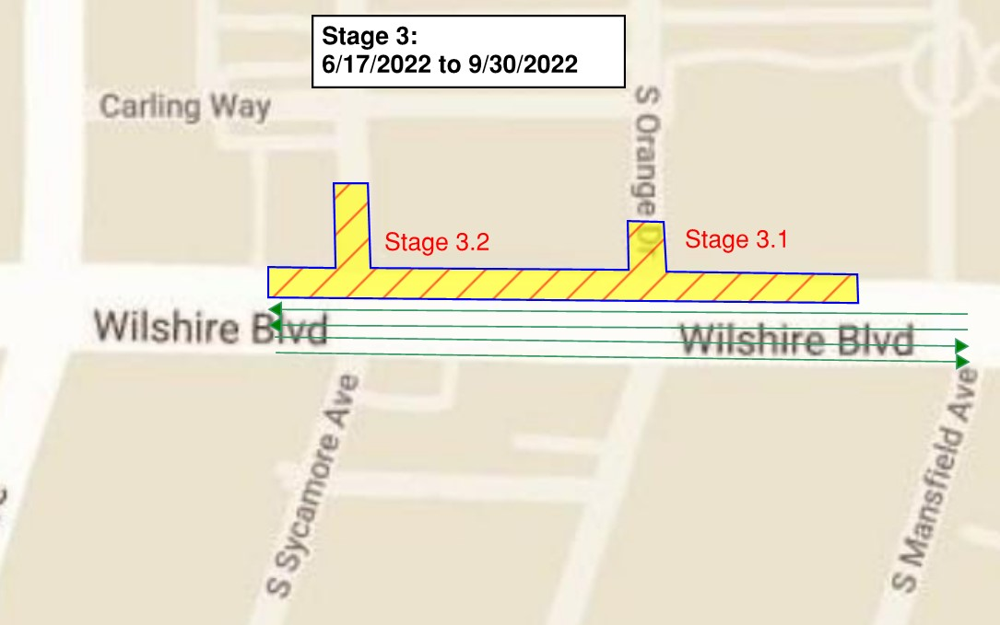 Stage 3:
6/17/2022 to 9/30/2022
Carling Way
S Orange Dr
Stage 3.2
Stage 3.1
Wilshire Blvd
Wilshire Blvd
S Sycamore Ave
S Mansfield Ave